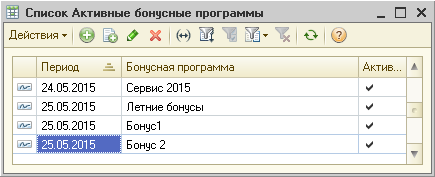 Список Активные бонусные программы
Действия
Период Бонусная программа Актив...
24.05.2015 Сервис 2015
25.05.2015 Летние бонусы
25.05.2015 Бонус1
25.05.2015 Бонус 2